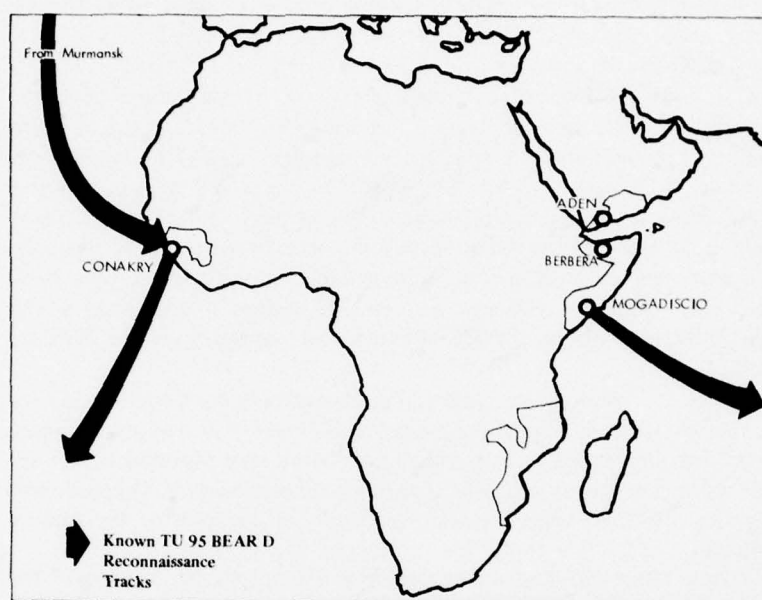 From Murmansk
ADEN
CONAKRY
BERBERA
MOGADISCIO
Known TU 95 BEAR D
Reconnaissance
Tracks